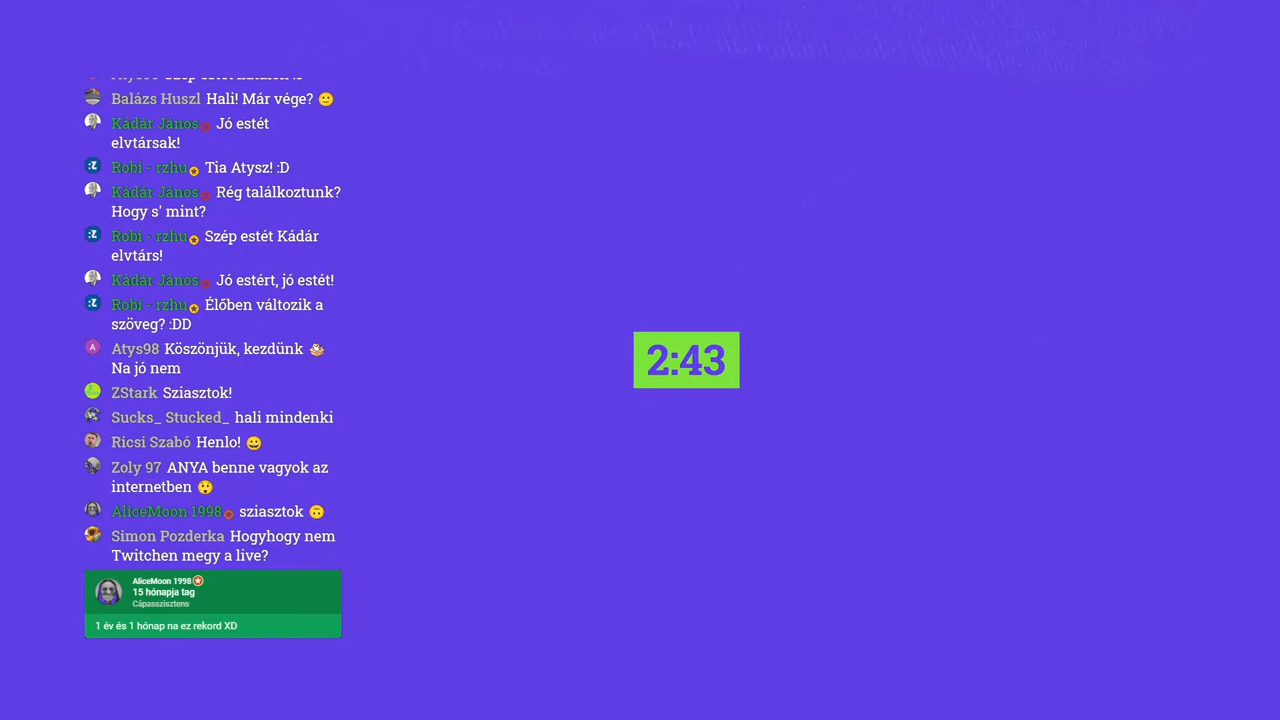 Balázs Huszl Hali! Már vége? 🙂
Kádár János Jó estét
elvtársak!
Robi - rzhu Tia Atysz! :D
Kádár János Rég találkoztunk?
Hogy s' mint?
Robi - rzhu Szép estét Kádár
elvtárs!
Kádár János Jó estért, jó estét!
Robi - rzhu Élőben változik a
szöveg? :DD
A Atys98 Köszönjük, kezdünk
Na jó nem
ZStark Sziasztok!
Sucks_ Stucked_ hali mindenki
Ricsi Szabó Henlo! 😀
Zoly 97 ANYA benne vagyok az
internetben 😲
AliceMoon 1998 sziasztok 🙃
Simon Pozderka Hogyhogy nem
Twitchen megy a live?
AliceMoon 1998
15 hónapja tag
Cápasszisztens
1 év és 1 hónap na ez rekord XD
2:43